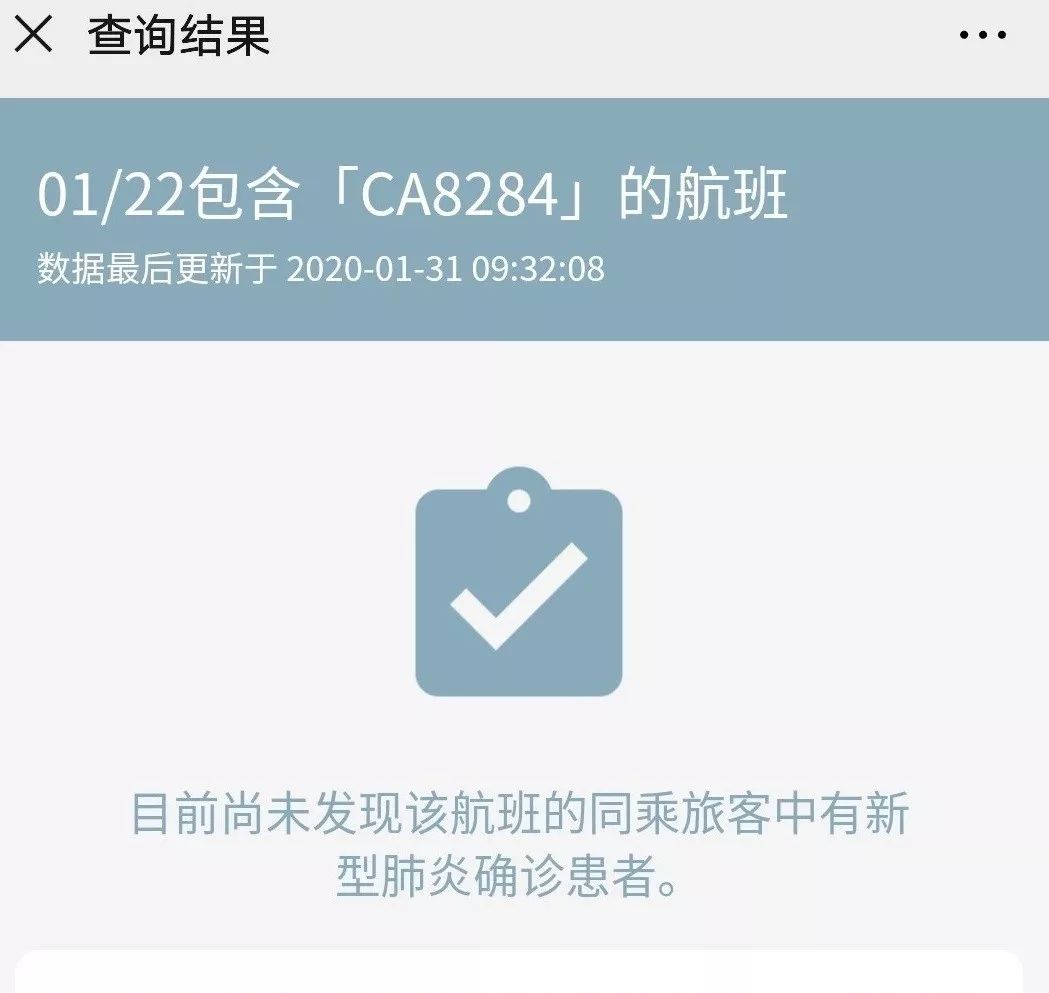 查询结果
01/22包含「CA8284」的航班
数据最后更新于 2020-01-31 09:32:08
目前尚未发现该航班的同乘旅客中有新
型肺炎确诊患者。